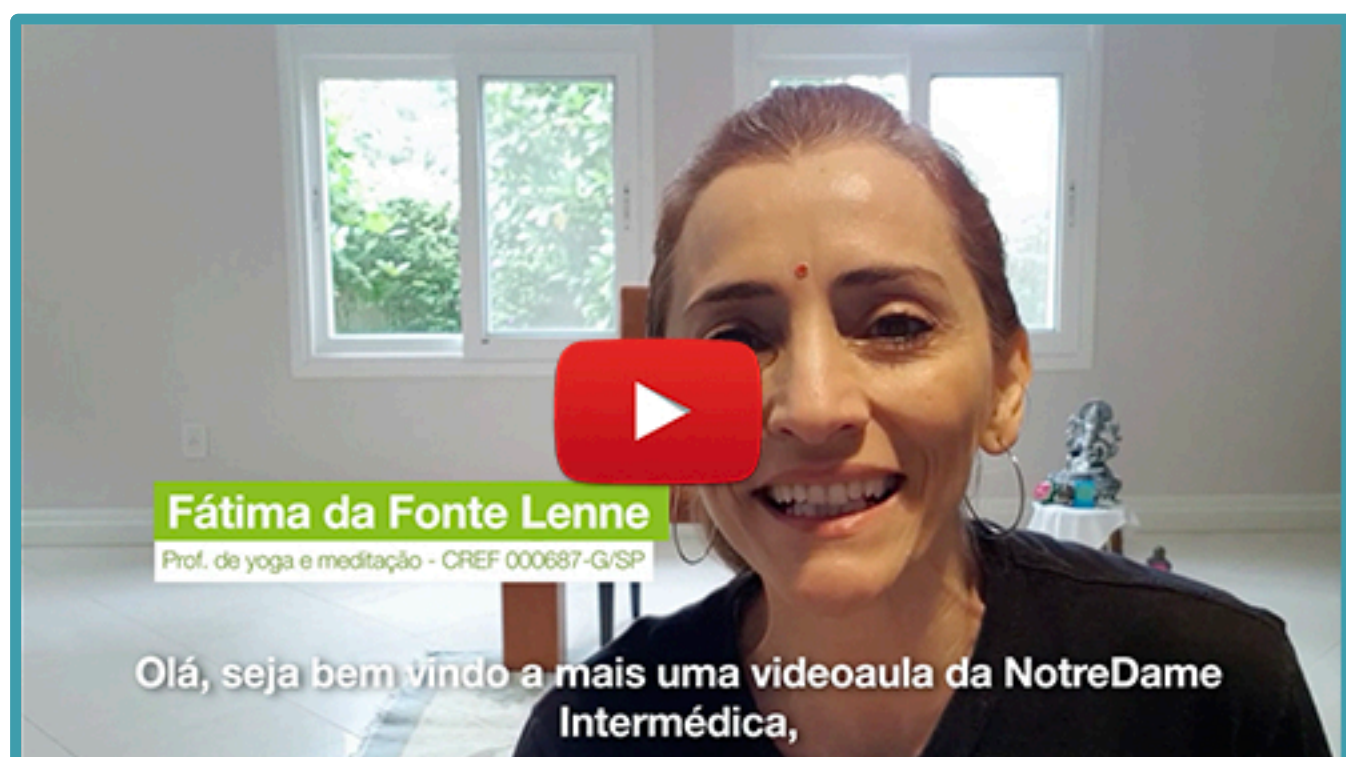 Fátima da Fonte Lenne
Prof. de yoga e meditação - CREF 000687-G/SP
Olá, seja bem vindo a mais uma videoaula da NotreDame
Intermédica,